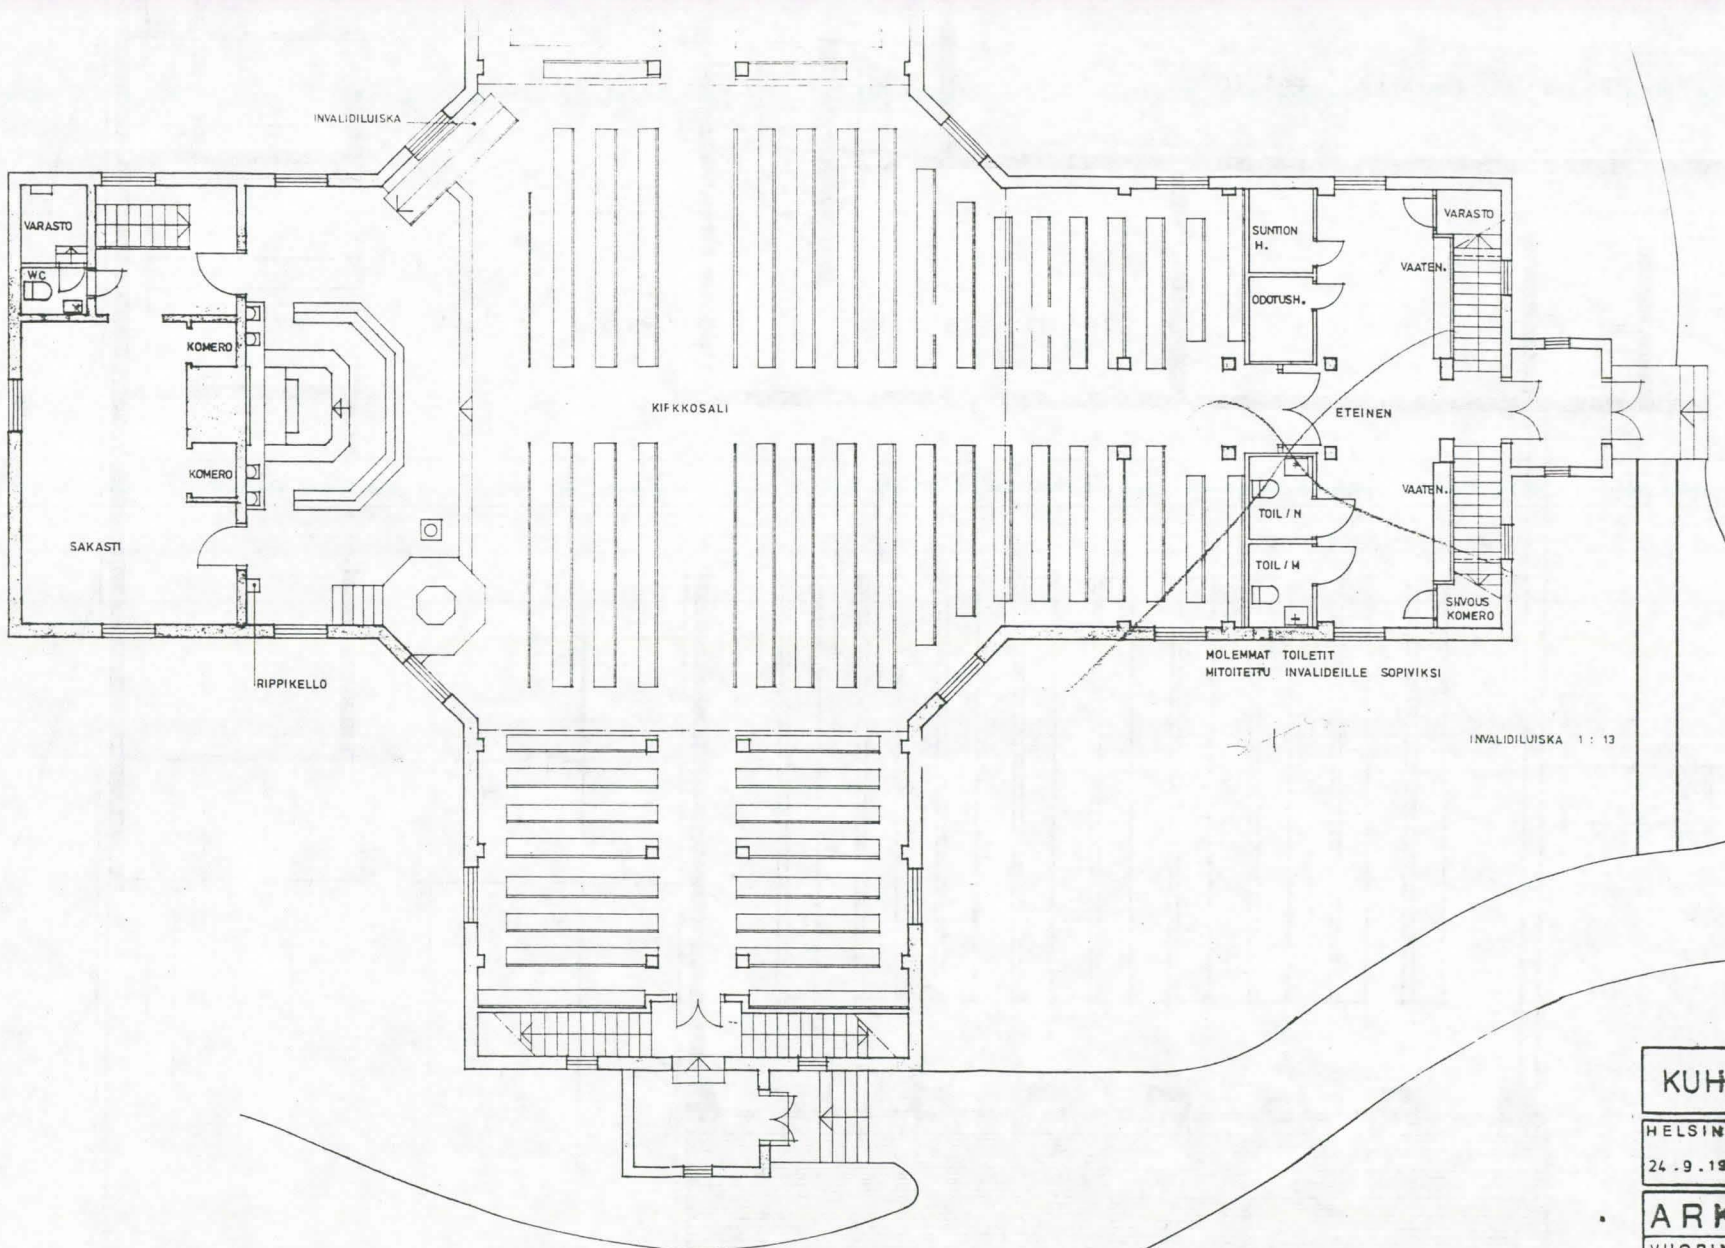 INVALIDILUISKA
VARASTO
WC
KOMERO
KOMERO
SAKASTI
RIPPIKELLO
KIRKKOSALI
SUNTION
H.
ODOTUSH.
VARASTO
VAATEN.
ETEINEN
VAATEN.
TOIL / N
TOIL / M
SIIVOUS
KOMERO
MOLEMMAT TOILETIT
MITOITETTU INVALIDEILLE SOPIVIKSI
INVALIDILUISKA 1 : 13
KUH
HELSIN
24.9.19
ARK